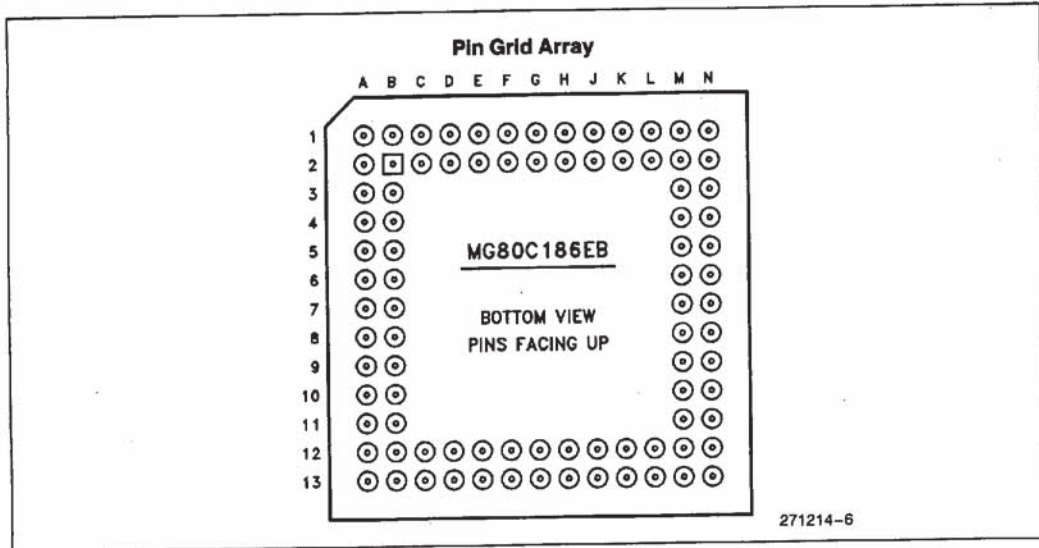 Pin Grid Array
A B C D E F G H J K L M N
1
2
3
4
5
6
7
8
9
10
11
12
13
MG80C186EB
BOTTOM VIEW
PINS FACING UP
271214-6